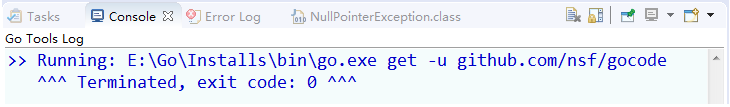 Tasks Console Error Log NullPointerException.class
Go Tools Log
>> Running: E:\Go\Installs\bin\go.exe get -u github.com/nsf/gocode
^^^ Terminated, exit code: 0 ^^^